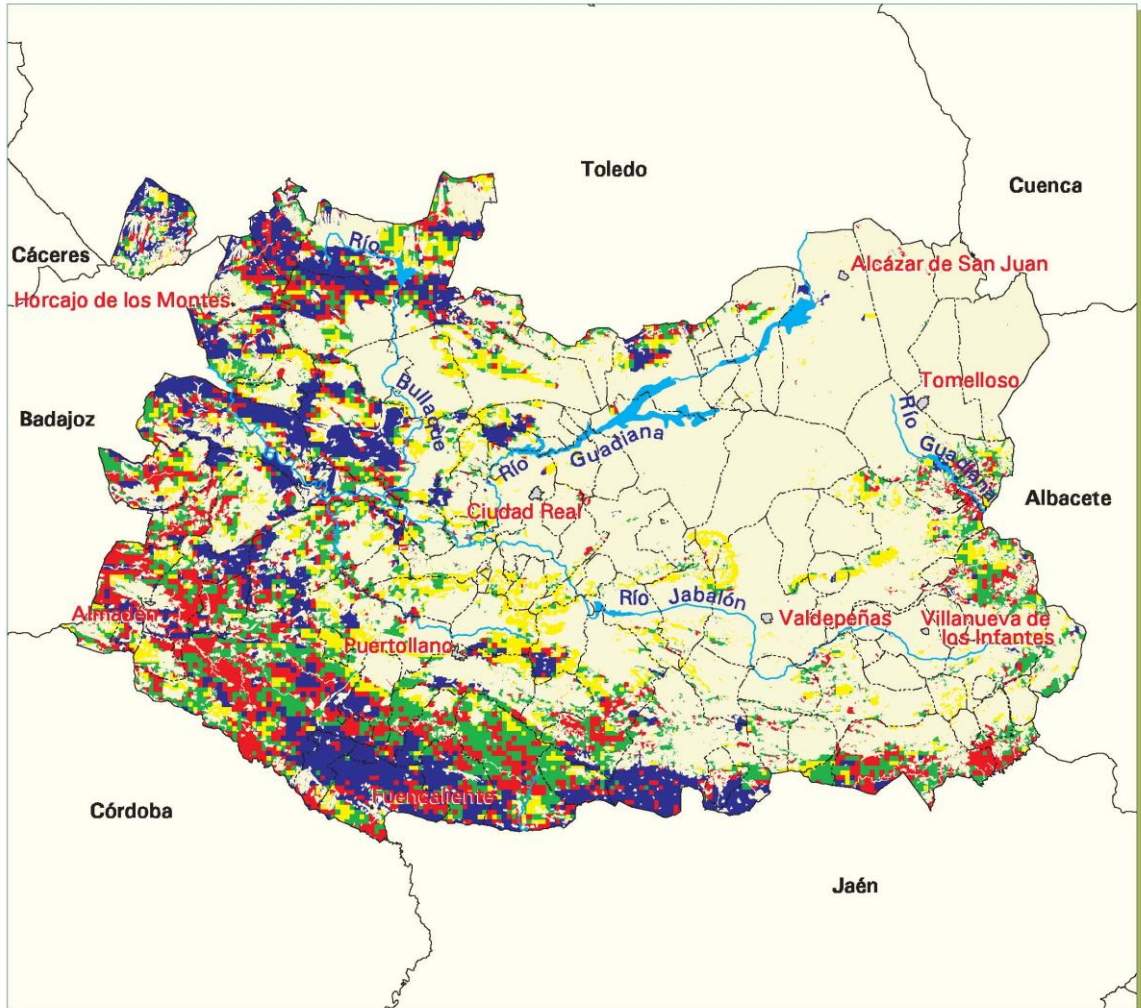 Toledo
Cuenca
Río
Cáceres
Alcázar de San Juan
Horcajo de los Montes
Tomelloso
Bullaque
Badajoz
Río Guadiana
Río Guadiana
Albacete
Ciudad Real
Río Jabalón
Almadén
Valdepeñas
Villanueva de
los Infantes
Puertollano
Fuencaliente
Córdoba
Jaén